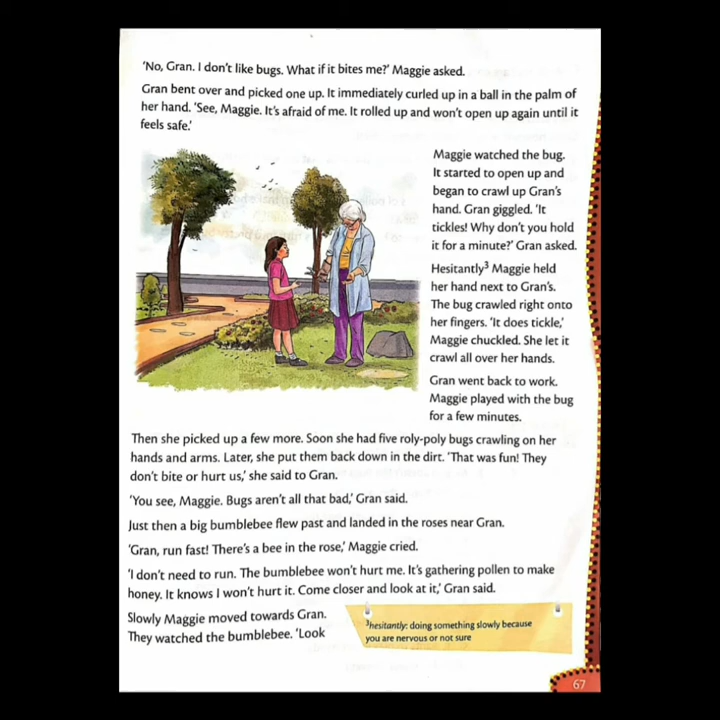 'No, Gran. I don't like bugs. What if it bites me?' Maggie asked.
Gran bent over and picked one up. It immediately curled up in a ball in the palm of
her hand. 'See, Maggie. It's afraid of me. It rolled up and won't open up again until it
feels safe.'
Maggie watched the bug.
It started to open up and
began to crawl up Gran's
hand. Gran giggled. 'It
tickles! Why don't you hold
it for a minute?' Gran asked.
Hesitantly³ Maggie held
her hand next to Gran's.
The bug crawled right onto
her fingers. 'It does tickle,'
Maggie chuckled. She let it
crawl all over her hands.
Gran went back to work.
Maggie played with the bug
for a few minutes.
Then she picked up a few more. Soon she had five roly-poly bugs crawling on her
hands and arms. Later, she put them back down in the dirt. 'That was fun! They
don't bite or hurt us,' she said to Gran.
'You see, Maggie. Bugs aren't all that bad,' Gran said.
Just then a big bumblebee flew past and landed in the roses near Gran.
'Gran, run fast! There's a bee in the rose,' Maggie cried.
'I don't need to run. The bumblebee won't hurt me. It's gathering pollen to make
honey. It knows I won't hurt it. Come closer and look at it,' Gran said.
Slowly Maggie moved towards Gran.
They watched the bumblebee. 'Look
³hesitantly: doing something slowly because
you are nervous or not sure
67